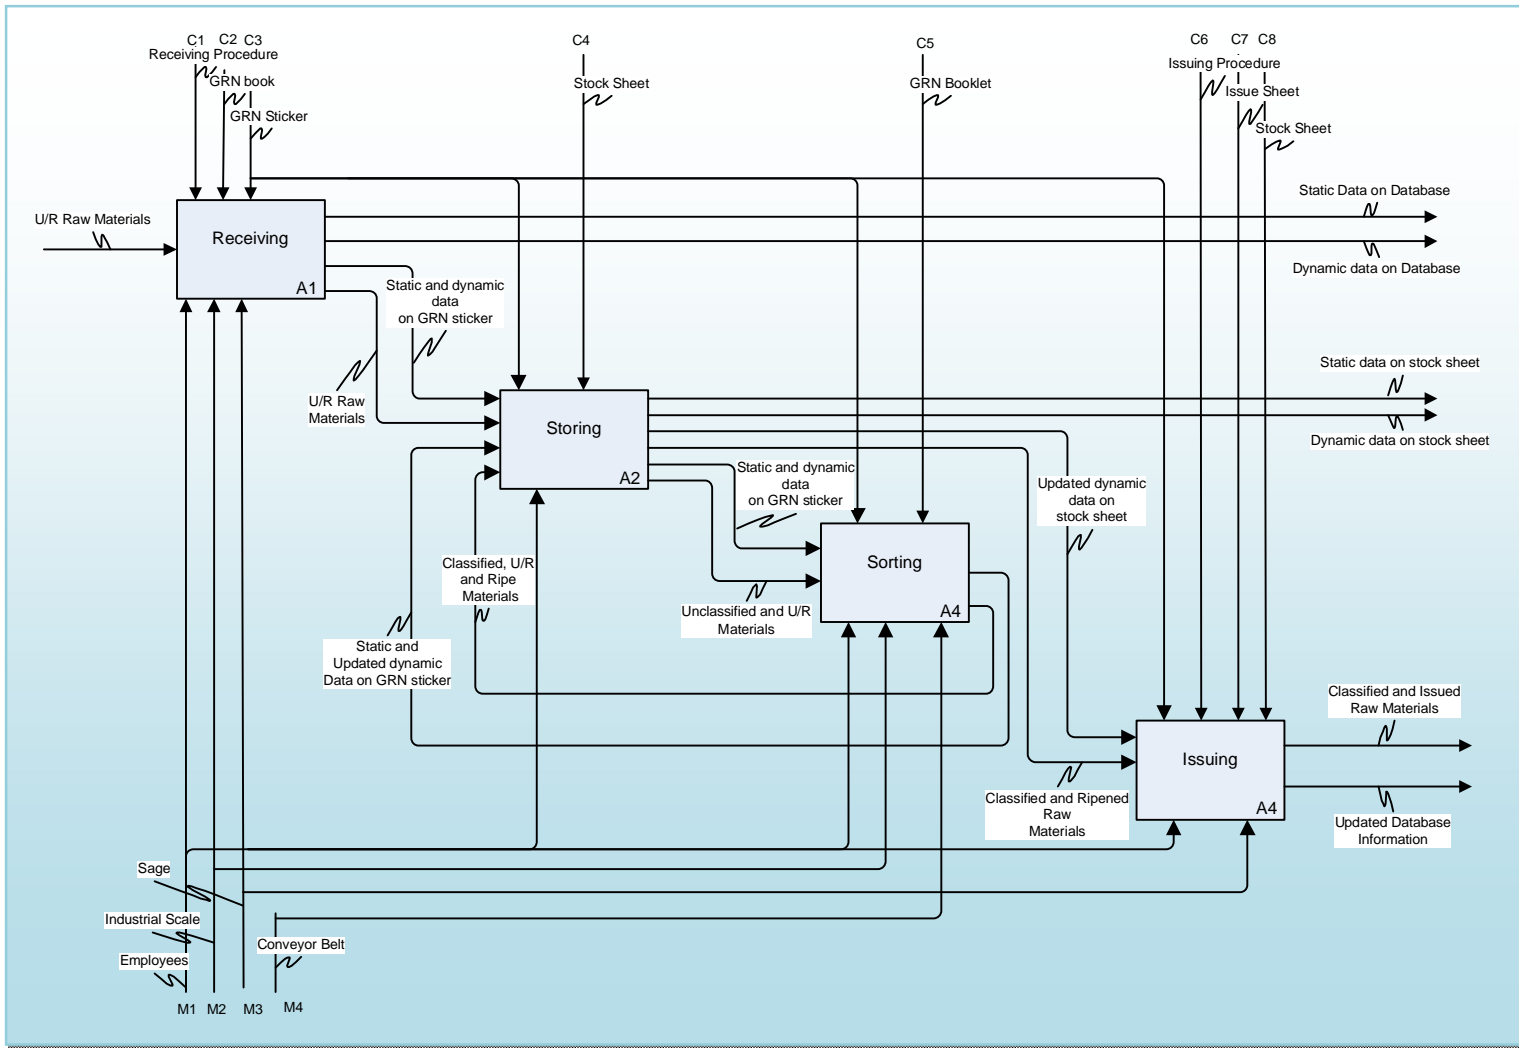 C1 C2 C3
Receiving Procedure
GRN book
GRN Sticker
C4
Stock Sheet
C5
GRN Booklet
C6 C7 C8
Issuing Procedure
Issue Sheet
Stock Sheet
U/R Raw Materials
Receiving
A1
Static Data on Database
Dynamic data on Database
Static and dynamic
data
on GRN sticker
U/R Raw
Materials
Storing
A2
Static data on stock sheet
Dynamic data on stock sheet
Static and dynamic
data
on GRN sticker
Updated dynamic
data on
stock sheet
Classified, U/R
and Ripe
Materials
Sorting
A4
Unclassified and U/R
Materials
Static and
Updated dynamic
Data on GRN sticker
Classified and Issued
Raw Materials
Issuing
A4
Classified and Ripened
Raw
Materials
Updated Database
Information
Sage
Industrial Scale
Employees
Conveyor Belt
M1 M2 M3 M4